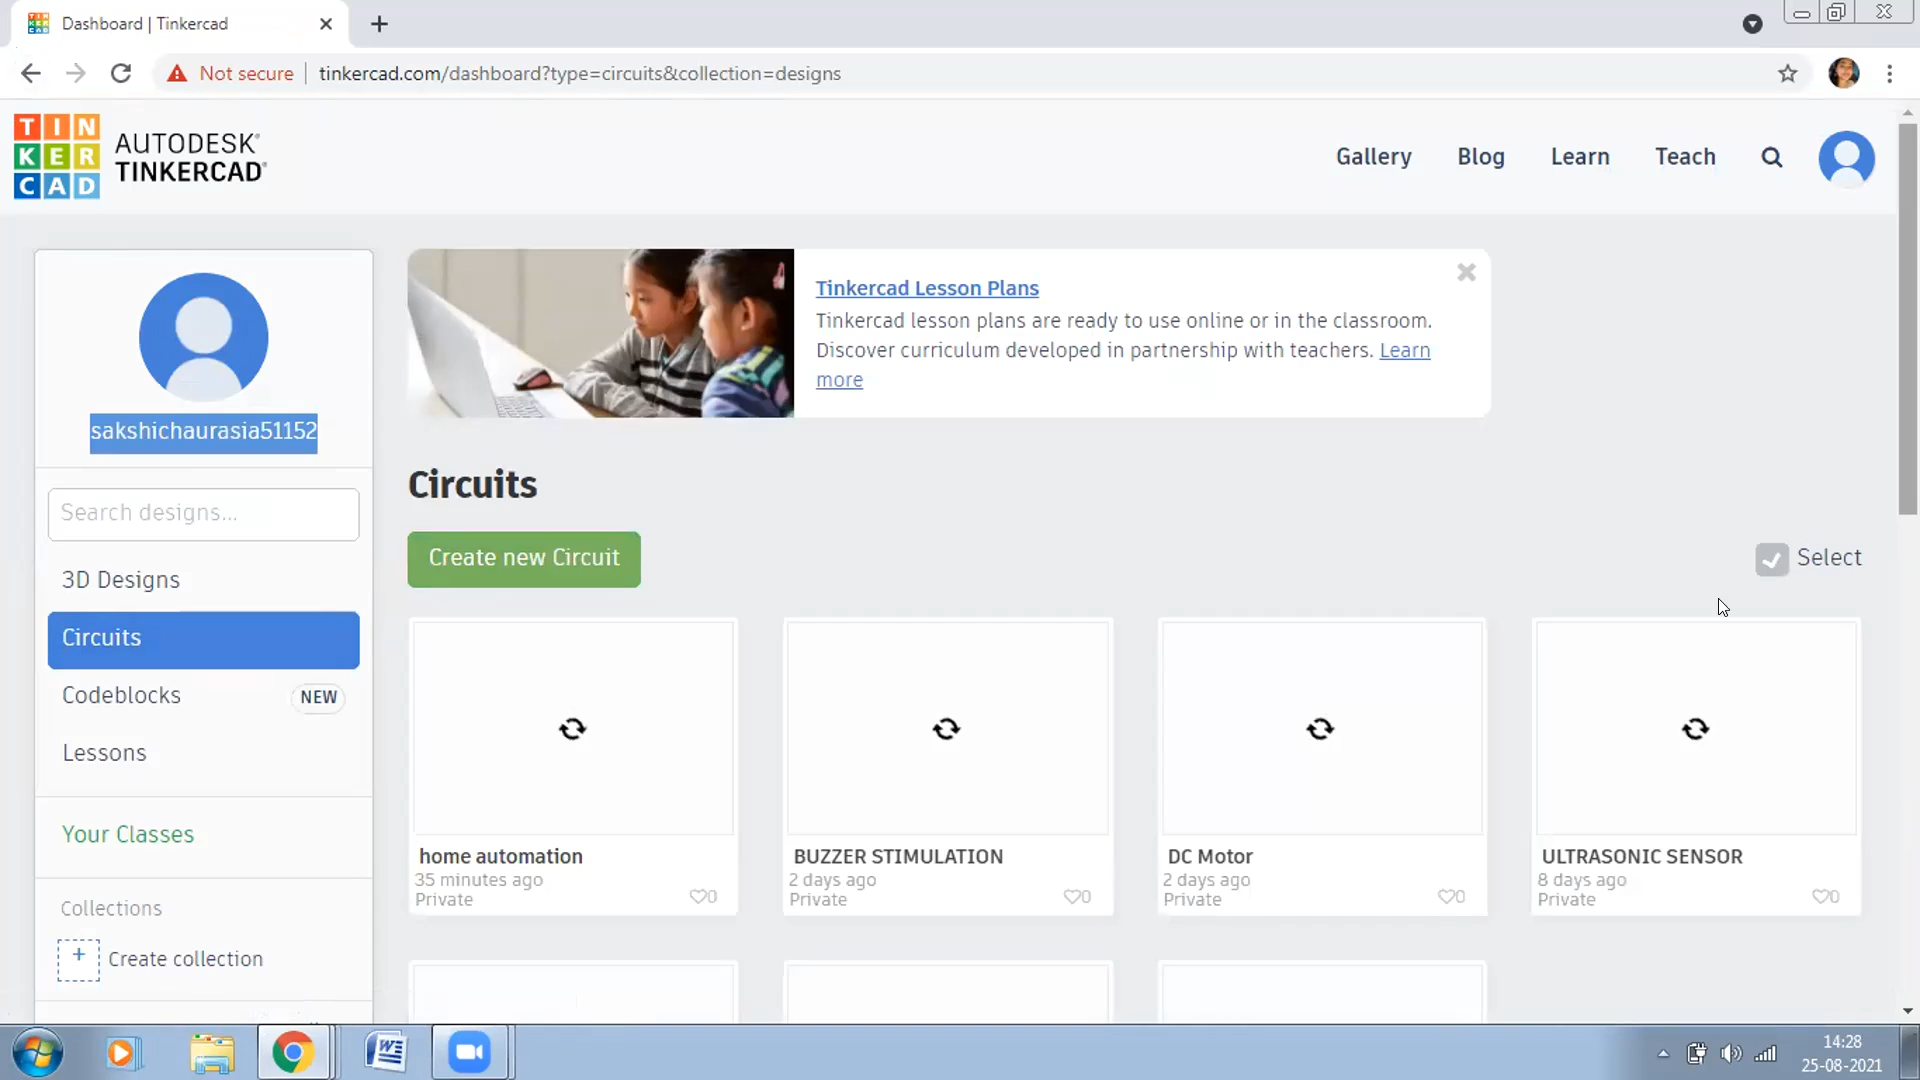 Dashboard | Tinkercad
Not secure | tinkercad.com/dashboard?type=circuits&collection=designs
TIN
KER
CAD
AUTODESK®
TINKERCAD®
Gallery
Blog
Learn
Teach
sakshichaurasia51152
Search designs...
3D Designs
Circuits
Codeblocks
NEW
Lessons
Your Classes
Collections
+ Create collection
Tinkercad Lesson Plans
Tinkercad lesson plans are ready to use online or in the classroom.
Discover curriculum developed in partnership with teachers. Learn
more
Circuits
Create new Circuit
Select
home automation
35 minutes ago
Private
0
BUZZER STIMULATION
2 days ago
Private
0
DC Motor
2 days ago
Private
0
ULTRASONIC SENSOR
8 days ago
Private
0
14:28
25-08-2021